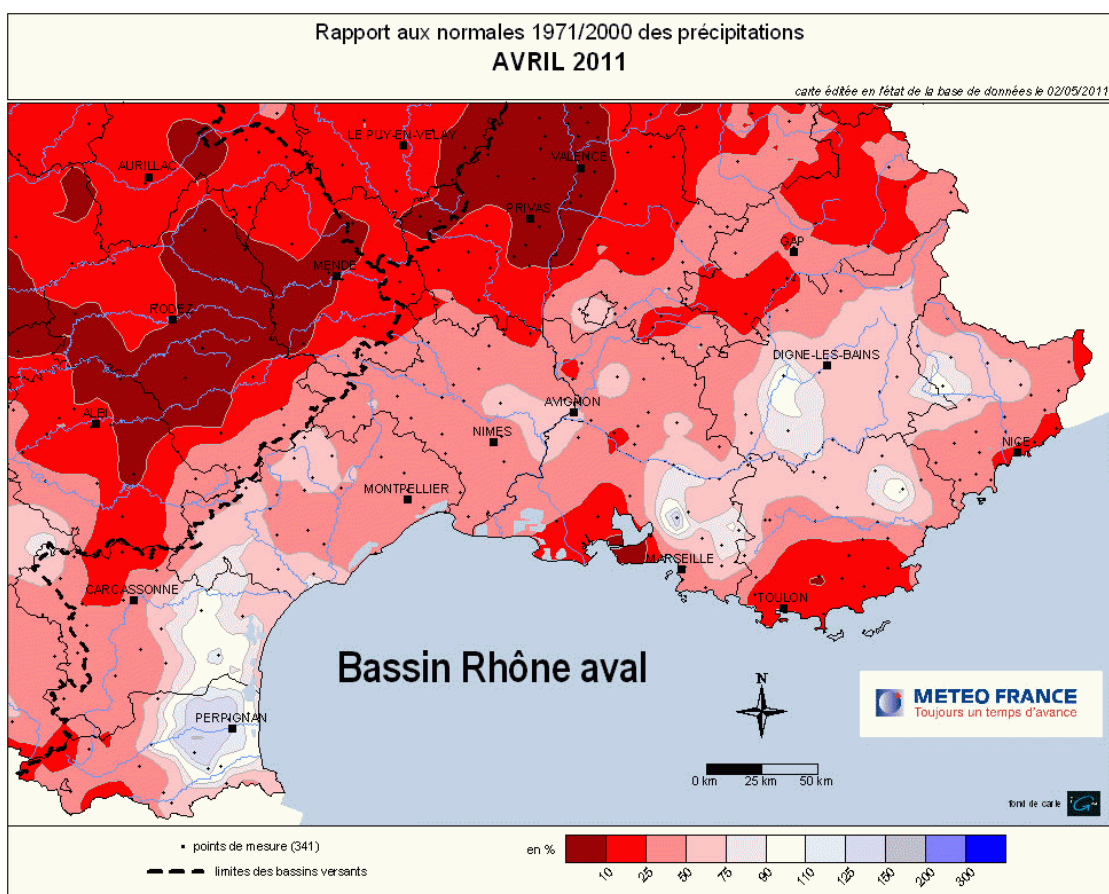 Rapport aux normales 1971/2000 des précipitations
AVRIL 2011
carte éditée en l'état de la base de données le 02/05/2011
LE PUY-EN-VELAY
AURILLAC
VALENCE
PRIVAS
GAP
MENDE
RODEZ
DIGNE-LES-BAINS
ALBI
AVIGNON
NIMES
NICE
MONTPELLIER
MARSEILLE
CARCASSONNE
TOULON
Bassin Rhône aval
N
METEO FRANCE
Toujours un temps d'avance
PERPIGNAN
0 km 25 km 50 km
fond de carte
points de mesure (341)
limites des bassins versants
en %
10 25 50 75 90 110 125 150 200 300